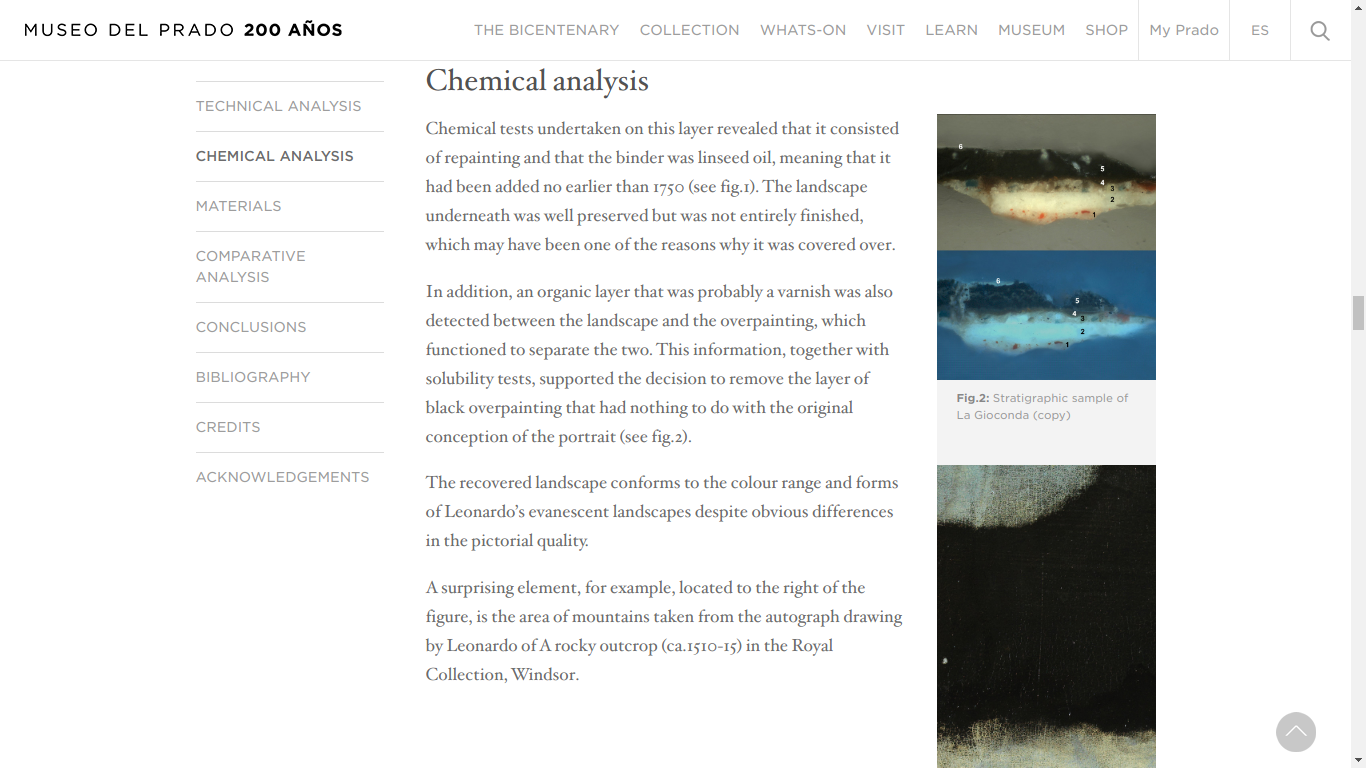 MUSEO DEL PRADO 200 AÑOS
THE BICENTENARY COLLECTION WHATS-ON VISIT LEARN MUSEUM SHOP My Prado ES
TECHNICAL ANALYSIS
CHEMICAL ANALYSIS
MATERIALS
COMPARATIVE
ANALYSIS
CONCLUSIONS
BIBLIOGRAPHY
CREDITS
ACKNOWLEDGEMENTS
Chemical analysis
Chemical tests undertaken on this layer revealed that it consisted
of repainting and that the binder was linseed oil, meaning that it
had been added no earlier than 1750 (see fig.1). The landscape
underneath was well preserved but was not entirely finished,
which may have been one of the reasons why it was covered over.
In addition, an organic layer that was probably a varnish was also
detected between the landscape and the overpainting, which
functioned to separate the two. This information, together with
solubility tests, supported the decision to remove the layer of
black overpainting that had nothing to do with the original
conception of the portrait (see fig.2).
The recovered landscape conforms to the colour range and forms
of Leonardo's evanescent landscapes despite obvious differences
in the pictorial quality.
A surprising element, for example, located to the right of the
figure, is the area of mountains taken from the autograph drawing
by Leonardo of A rocky outcrop (ca.1510-15) in the Royal
Collection, Windsor.
6
5
4
3
2
1
6
5
4
3
2
1
Fig.2: Stratigraphic sample of
La Gioconda (copy)